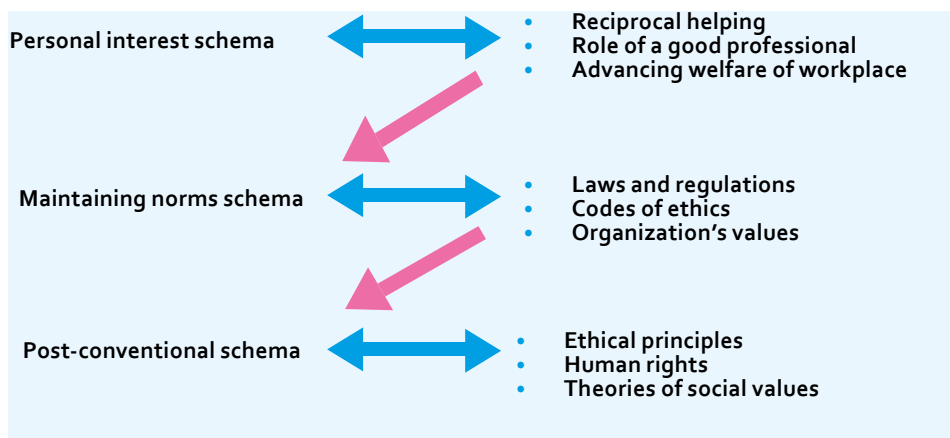 Personal interest schema
• Reciprocal helping
• Role of a good professional
• Advancing welfare of workplace
Maintaining norms schema
• Laws and regulations
• Codes of ethics
• Organization’s values
Post-conventional schema
• Ethical principles
• Human rights
• Theories of social values